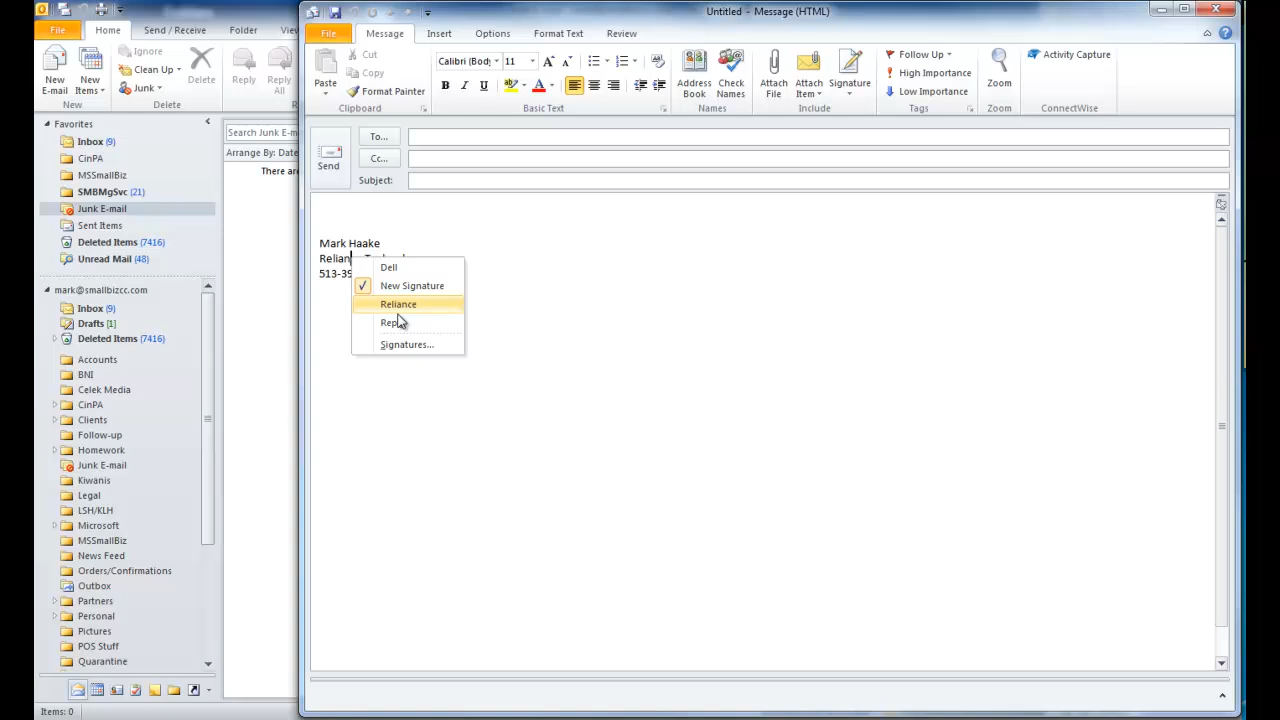 Untitled - Message (HTML)
File
Home
Send / Receive
Folder
File
Message
Insert
Options
Format Text
Review
New E-mail
New Items
New
Ignore
Clean Up
Junk
Delete
Delete
Reply
Reply All
Paste
Cut
Copy
Format Painter
Clipboard
Calibri (Body
11
B I U
Basic Text
Address Book
Check Names
Names
Attach File
Attach Item
Signature
Include
Follow Up
High Importance
Low Importance
Tags
Zoom
Zoom
Activity Capture
ConnectWise
Favorites
Inbox (9)
CinPA
MSSmallBiz
SMBMgSvc (21)
Junk E-mail
Sent Items
Deleted Items (7416)
Unread Mail (48)
mark@smallbizcc.com
Inbox (9)
Drafts [1]
Deleted Items (7416)
Accounts
BNI
Celek Media
CinPA
Clients
Follow-up
Homework
Junk E-mail
Kiwanis
Legal
LSH/KLH
Microsoft
MSSmallBiz
News Feed
Orders/Confirmations
Outbox
Partners
Personal
Pictures
POS Stuff
Quarantine
Items: 0
Search Junk E-m
Arrange By: Date
There are
Send
To...
Cc...
Subject:
Mark Haake
513-39
Dell
New Signature
Reliance
Signatures...